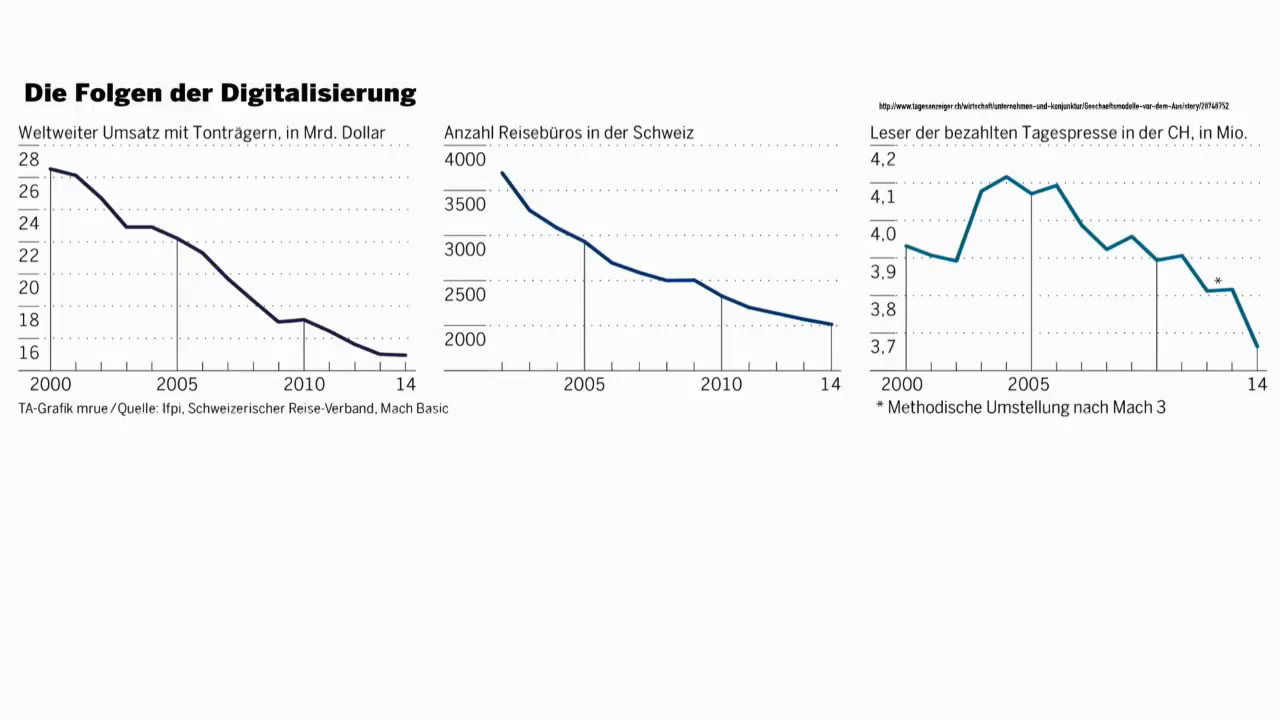 Die Folgen der Digitalisierung
http://www.tagesanzeiger.ch/wirtschaft/unternehmen-und-konjunktur/Geschaeftsmodelle-vor-dem-Aus/story/28748752
Weltweiter Umsatz mit Tonträgern, in Mrd. Dollar
28
26
24
22
20
18
16
2000 2005 2010 14
Anzahl Reisebüros in der Schweiz
4000
3500
3000
2500
2000
2005 2010 14
Leser der bezahlten Tagespresse in der CH, in Mio.
4,2
4,1
4,0
3,9
3,8
3,7
*
2000 2005 14
TA-Grafik mrue/Quelle: Ifpi, Schweizerischer Reise-Verband, Mach Basic
* Methodische Umstellung nach Mach 3